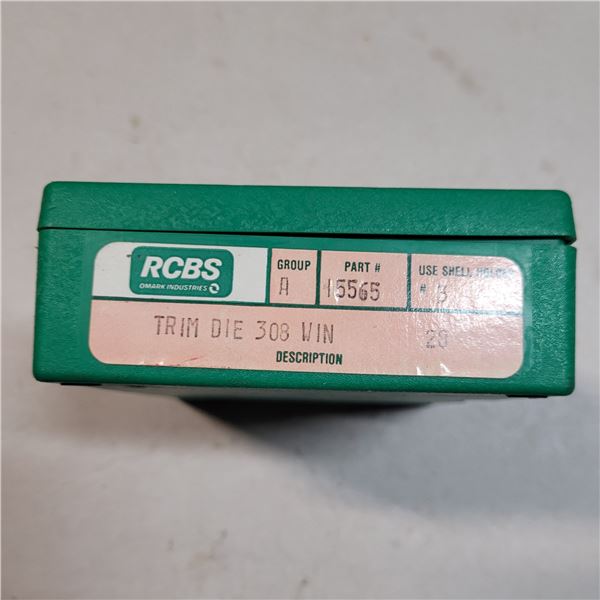 RCBS
OMARK INDUSTRIES
GROUP PART # USE SHELL HOLDER
A 15565 # 3
TRIM DIE 308 WIN 20
DESCRIPTION